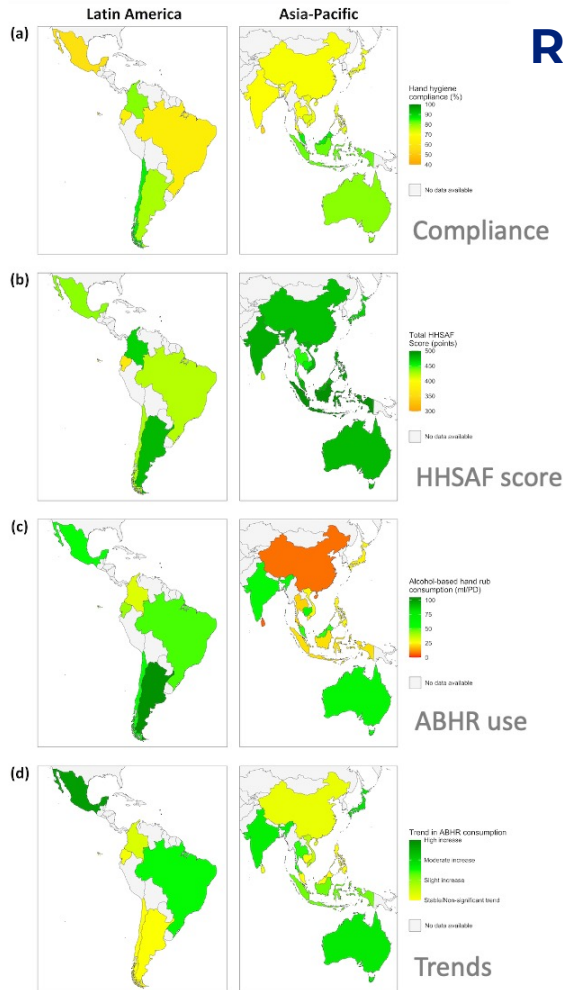 Latin America Asia-Pacific
R
(a)
Hand hygiene
compliance (%)
100
90
80
70
60
50
40
No data available
Compliance
(b)
Total HHSAF
Score (points)
500
450
400
350
300
No data available
HHSAF score
(c)
Alcohol-based hand rub
consumption (ml/PD)
100
75
50
25
0
No data available
ABHR use
(d)
Trend in ABHR consumption
High increase
Moderate increase
Slight increase
Stable/Non-significant trend
No data available
Trends